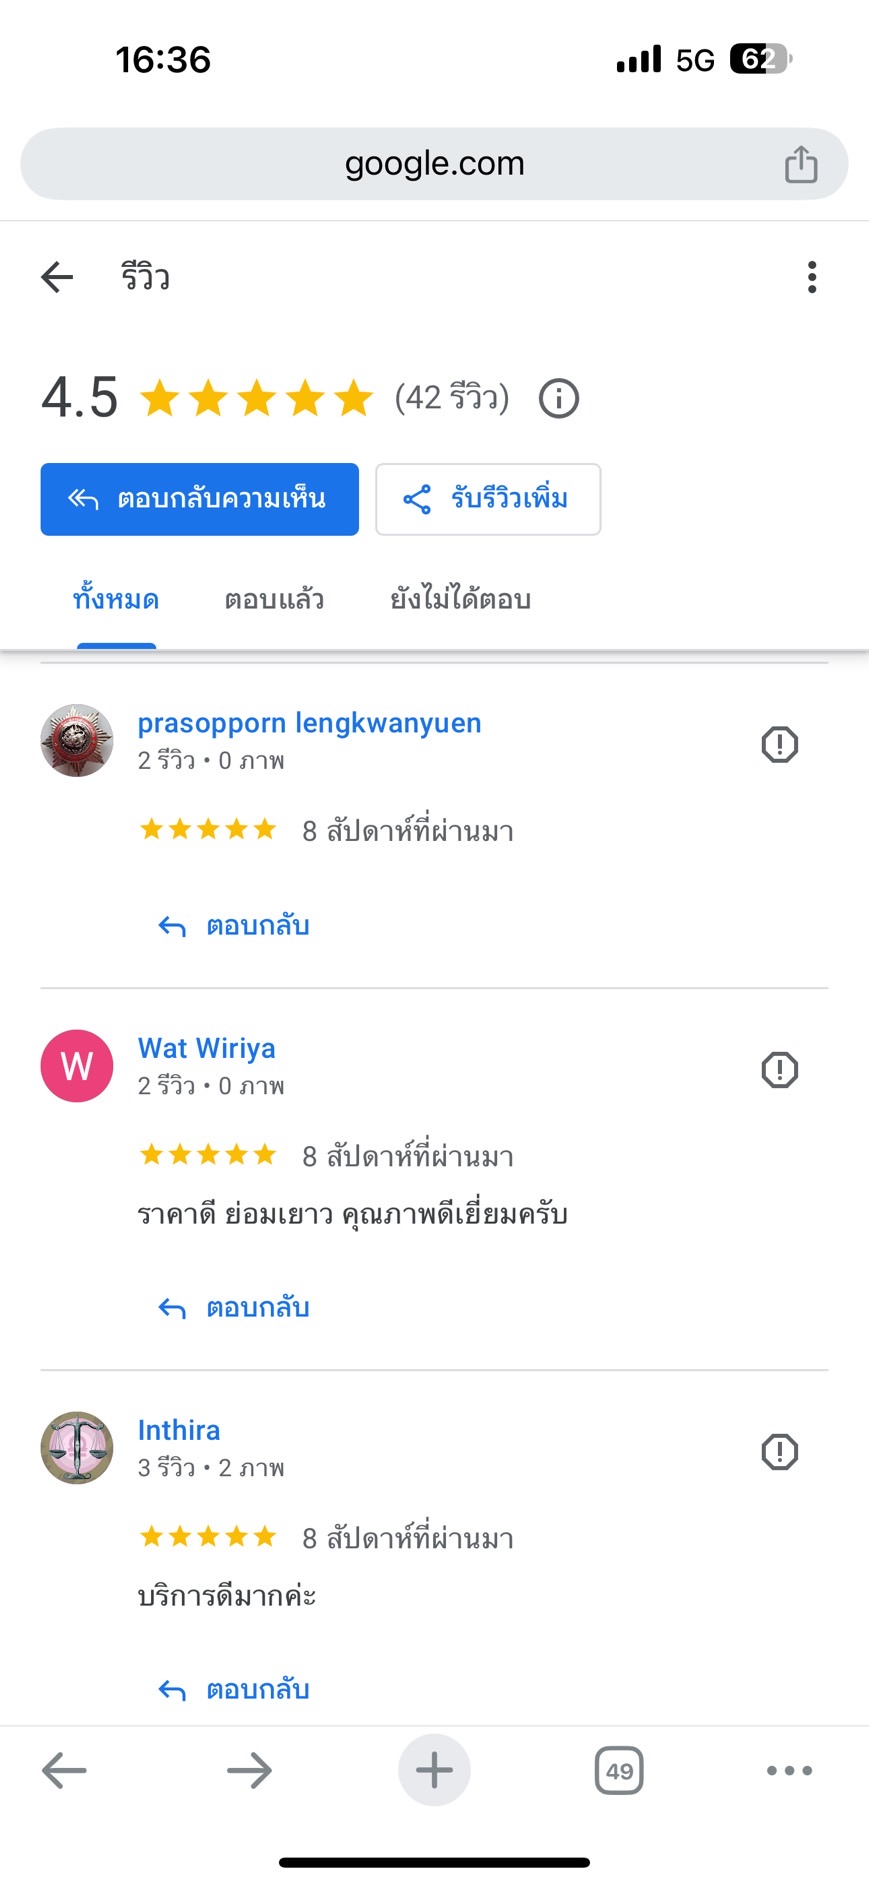 16:36
5G 62
google.com
รีวิว
4.5 (42 รีวิว)
ตอบกลับความเห็น รับรีวิวเพิ่ม
ทั้งหมด ตอบแล้ว ยังไม่ได้ตอบ
prasopporn lengkwanyuen
2 รีวิว • 0 ภาพ
8 สัปดาห์ที่ผ่านมา
ตอบกลับ
W
Wat Wiriya
2 รีวิว • 0 ภาพ
8 สัปดาห์ที่ผ่านมา
ราคาดี ย่อมเยาว คุณภาพดีเยี่ยมครับ
ตอบกลับ
Inthira
3 รีวิว • 2 ภาพ
8 สัปดาห์ที่ผ่านมา
บริการดีมากค่ะ
ตอบกลับ
49